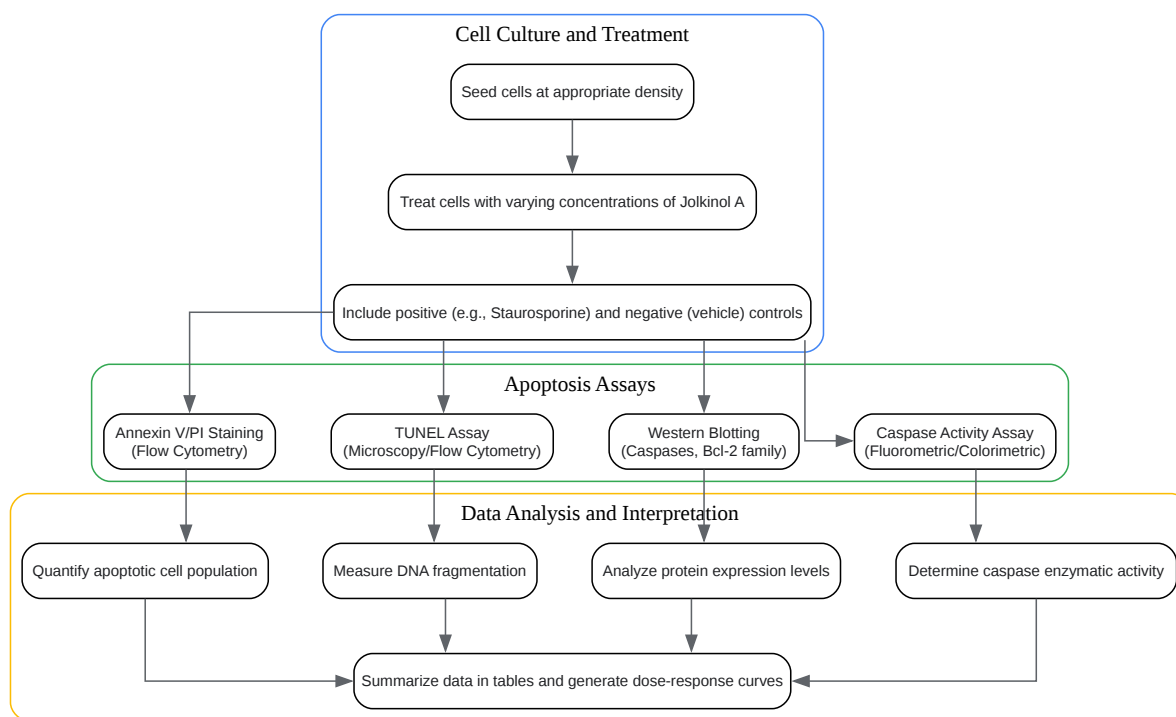 Cell Culture and Treatment
Seed cells at appropriate density
Treat cells with varying concentrations of Jolkinol A
Include positive (e.g., Staurosporine) and negative (vehicle) controls
Apoptosis Assays
Annexin V/PI Staining
(Flow Cytometry)
TUNEL Assay
(Microscopy/Flow Cytometry)
Western Blotting
(Caspases, Bcl-2 family)
Caspase Activity Assay
(Fluorometric/Colorimetric)
Data Analysis and Interpretation
Quantify apoptotic cell population
Measure DNA fragmentation
Analyze protein expression levels
Determine caspase enzymatic activity
Summarize data in tables and generate dose-response curves